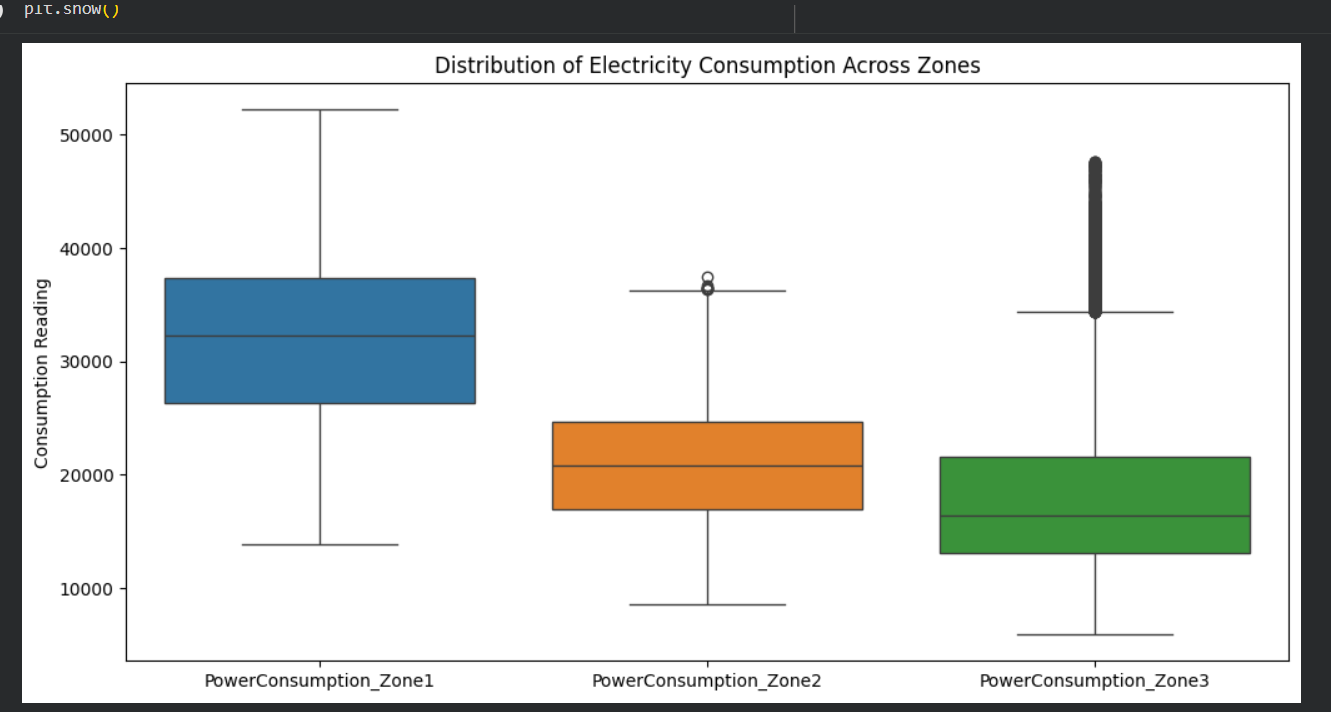 plt.show()
Distribution of Electricity Consumption Across Zones
50000
40000
30000
20000
10000
Consumption Reading
PowerConsumption_Zone1 PowerConsumption_Zone2 PowerConsumption_Zone3